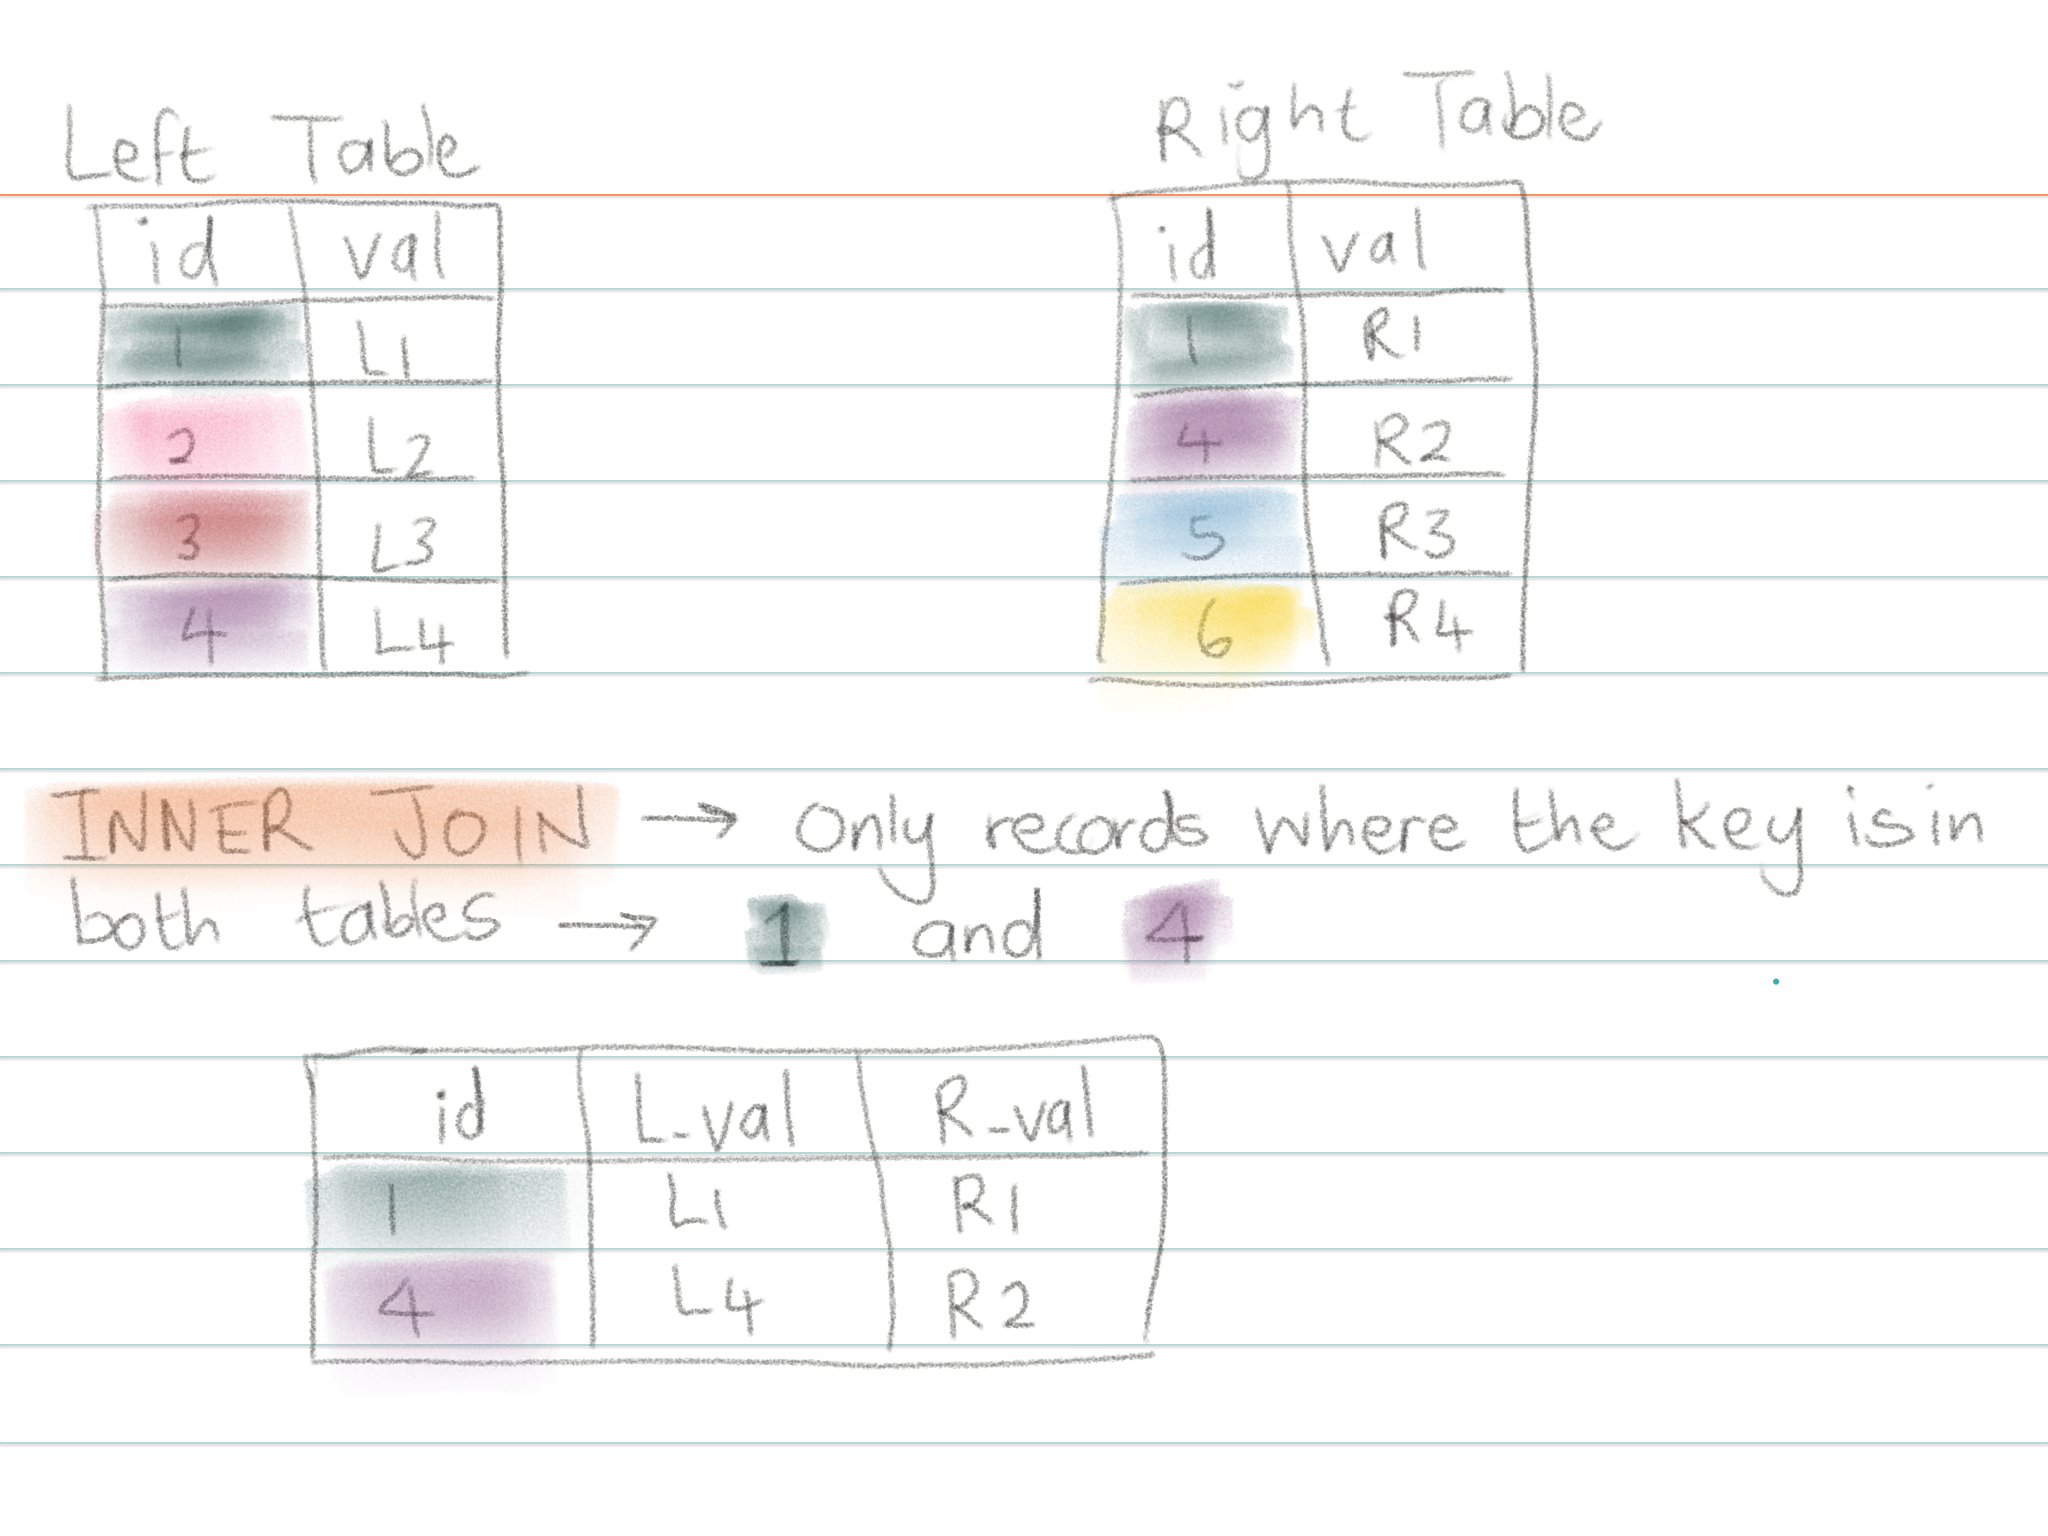 Left Table
id val
1 L1
2 L2
3 L3
4 L4
Right Table
id val
1 R1
4 R2
5 R3
6 R4
INNER JOIN → Only records where the key is in
both tables → 1 and 4
id L_val R_val
1 L1 R1
4 L4 R2